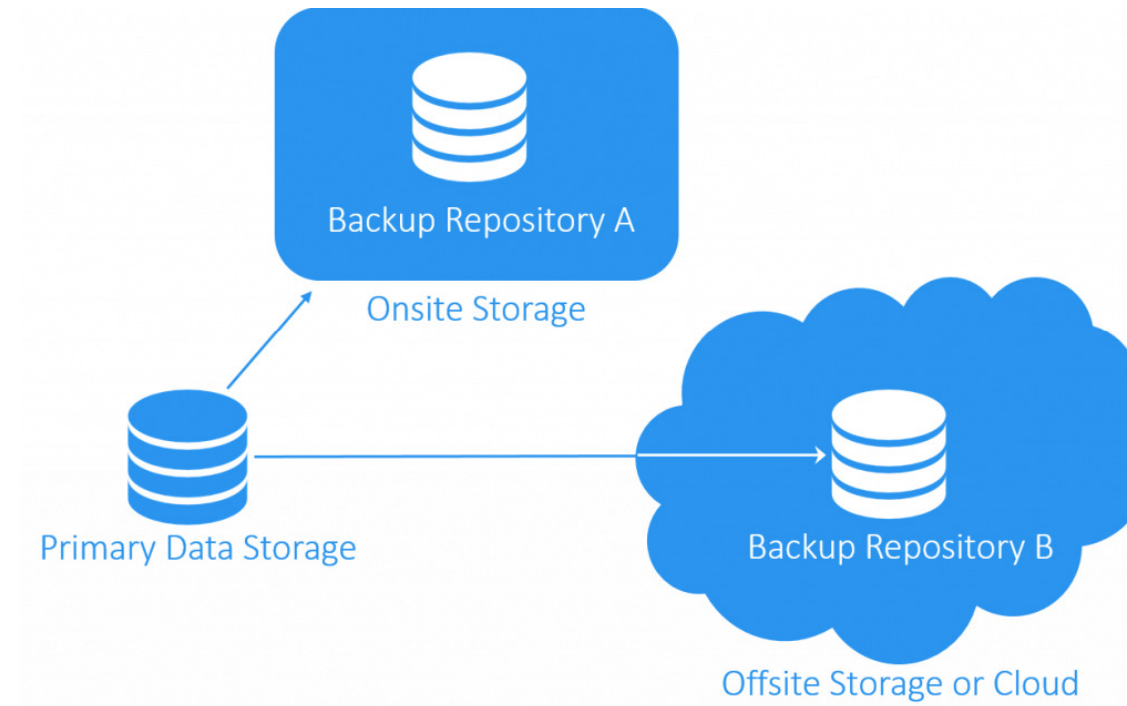 Backup Repository A
Onsite Storage
Primary Data Storage
Backup Repository B
Offsite Storage or Cloud